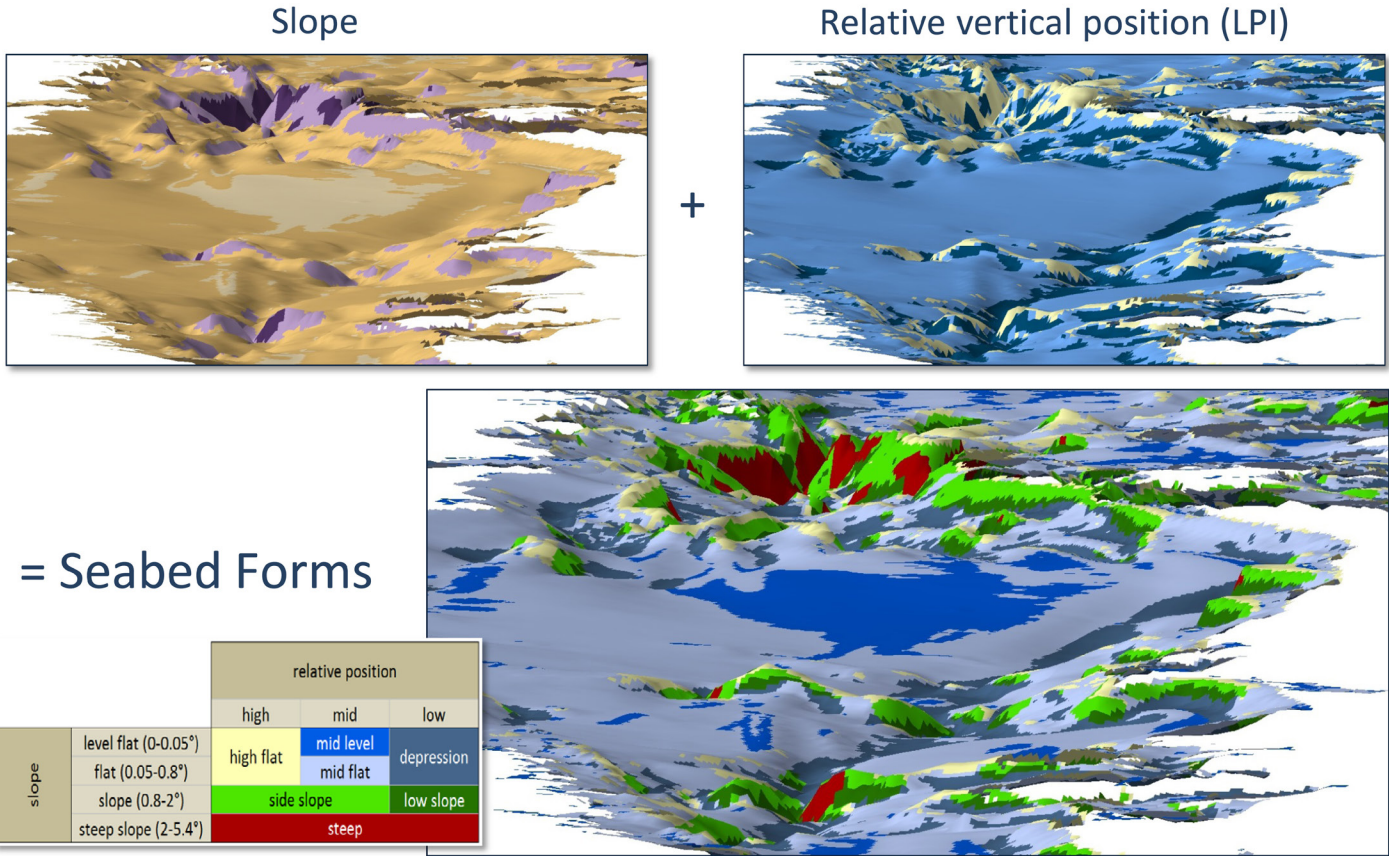 Slope
Relative vertical position (LPI)
+
= Seabed Forms
relative position
high mid low
slope
level flat (0-0.05°)
high flat
mid level
depression
flat (0.05-0.8°)
mid flat
slope (0.8-2°)
side slope
low slope
steep slope (2-5.4°)
steep